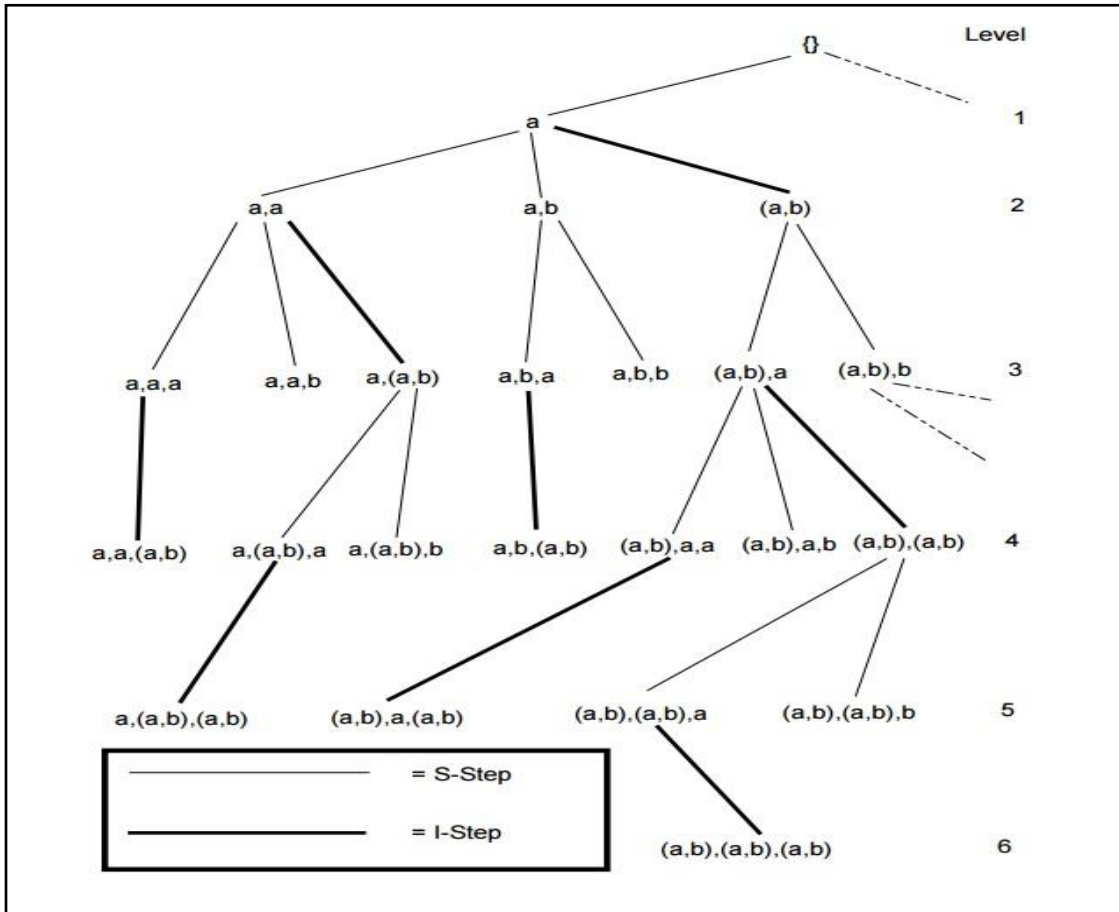 {} Level
a 1
a,a a,b (a,b) 2
a,a,a a,a,b a,(a,b) a,b,a a,b,b (a,b),a (a,b),b 3
a,a,(a,b) a,(a,b),a a,(a,b),b a,b,(a,b) (a,b),a,a (a,b),a,b (a,b),(a,b) 4
a,(a,b),(a,b) (a,b),a,(a,b) (a,b),(a,b),a (a,b),(a,b),b 5
= S-Step
= I-Step
(a,b),(a,b),(a,b) 6